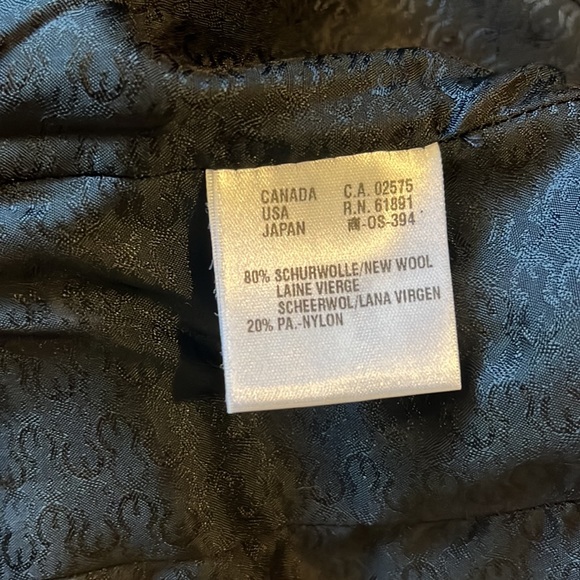 CANADA C.A. 02575
USA R.N. 61891
JAPAN -OS-394
80% SCHURWOLLE/NEW WOOL
LAINE VIERGE
SCHEERWOL/LANA VIRGEN
20% PA.-NYLON